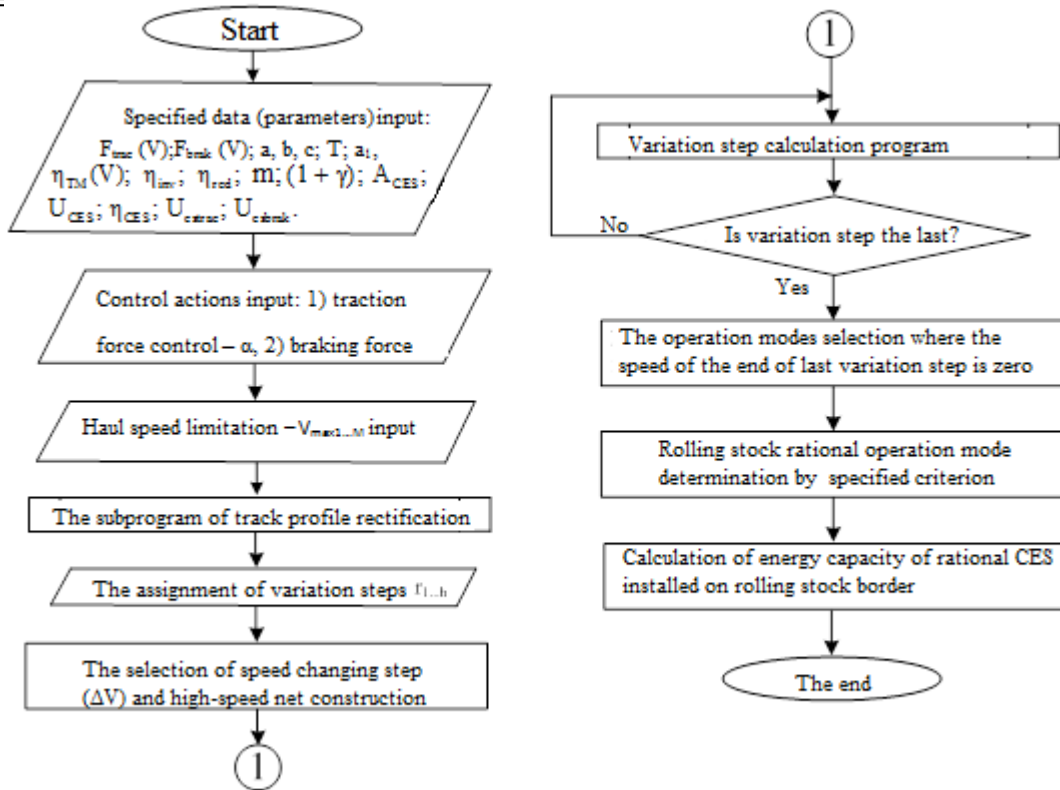 Start
Specified data (parameters)input:
Ftrac (V);Fbrak (V); a, b, c; T; a1,
ηTM(V); ηinv; ηred; m; (1 + γ); ACES;
UCES; ηCES; Ucstrac; Ucsbrak.
Control actions input: 1) traction
force control – α, 2) braking force
Haul speed limitation –Vmax1...M input
The subprogram of track profile rectification
The assignment of variation steps r1...h
The selection of speed changing step
(ΔV) and high-speed net construction
1
1
Variation step calculation program
Is variation step the last?
No
Yes
The operation modes selection where the
speed of the end of last variation step is zero
Rolling stock rational operation mode
determination by specified criterion
Calculation of energy capacity of rational CES
installed on rolling stock border
The end